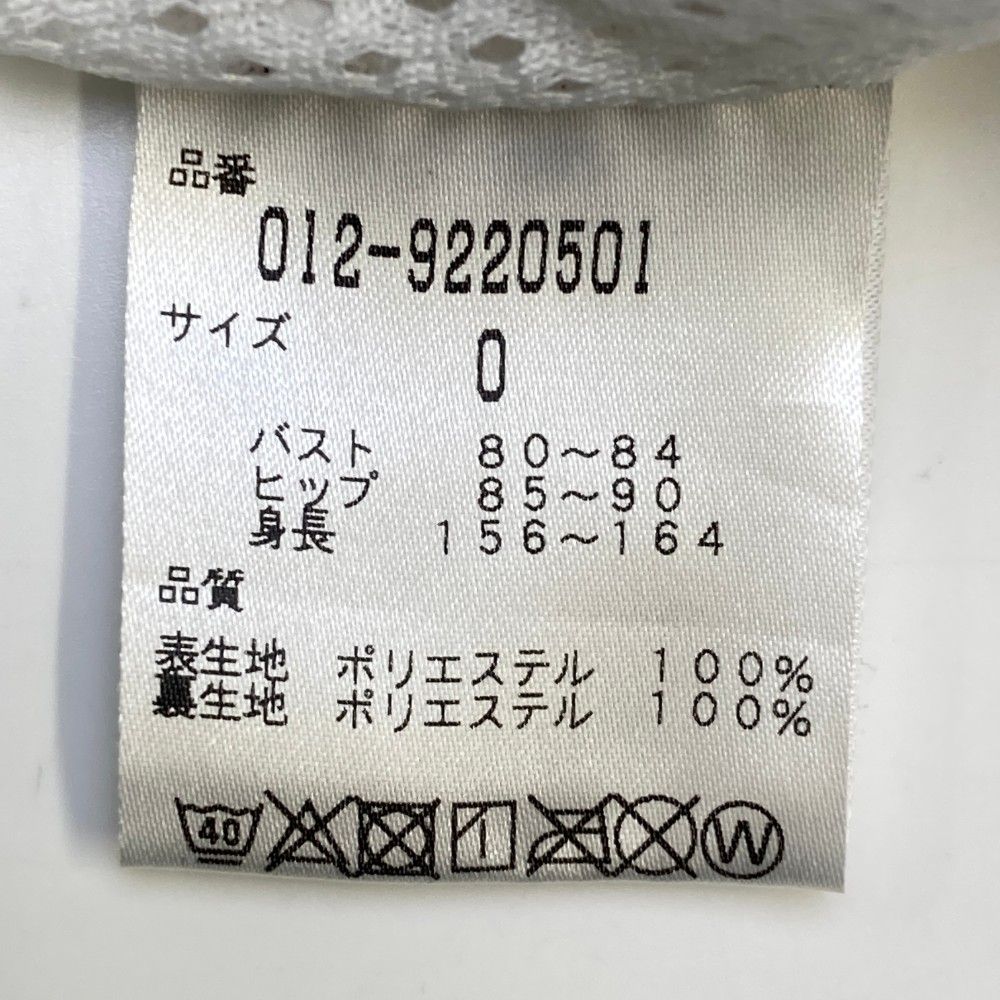 品番
012-9220501
サイズ
0
バスト 80～84
ヒップ 85～90
身長 156～164
品質
表生地 ポリエステル 100%
裏生地 ポリエステル 100%
40 W